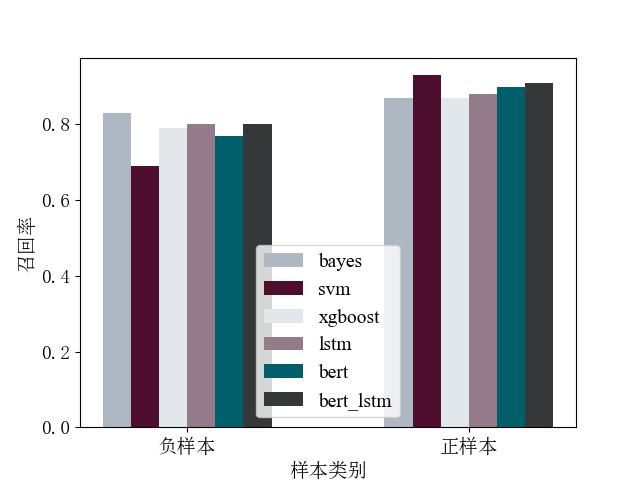 召回率
0.8
0.6
0.4
0.2
0.0
bayes
svm
xgboost
lstm
bert
bert_lstm
负样本 正样本
样本类别